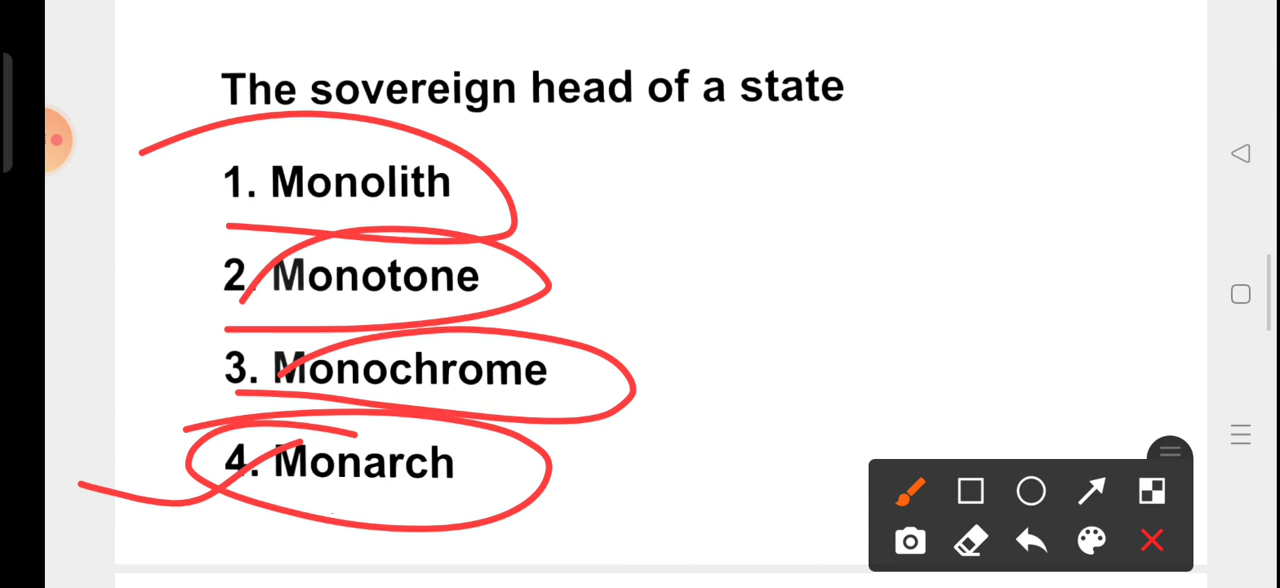 The sovereign head of a state
1. Monolith
2. Monotone
3. Monochrome
4. Monarch